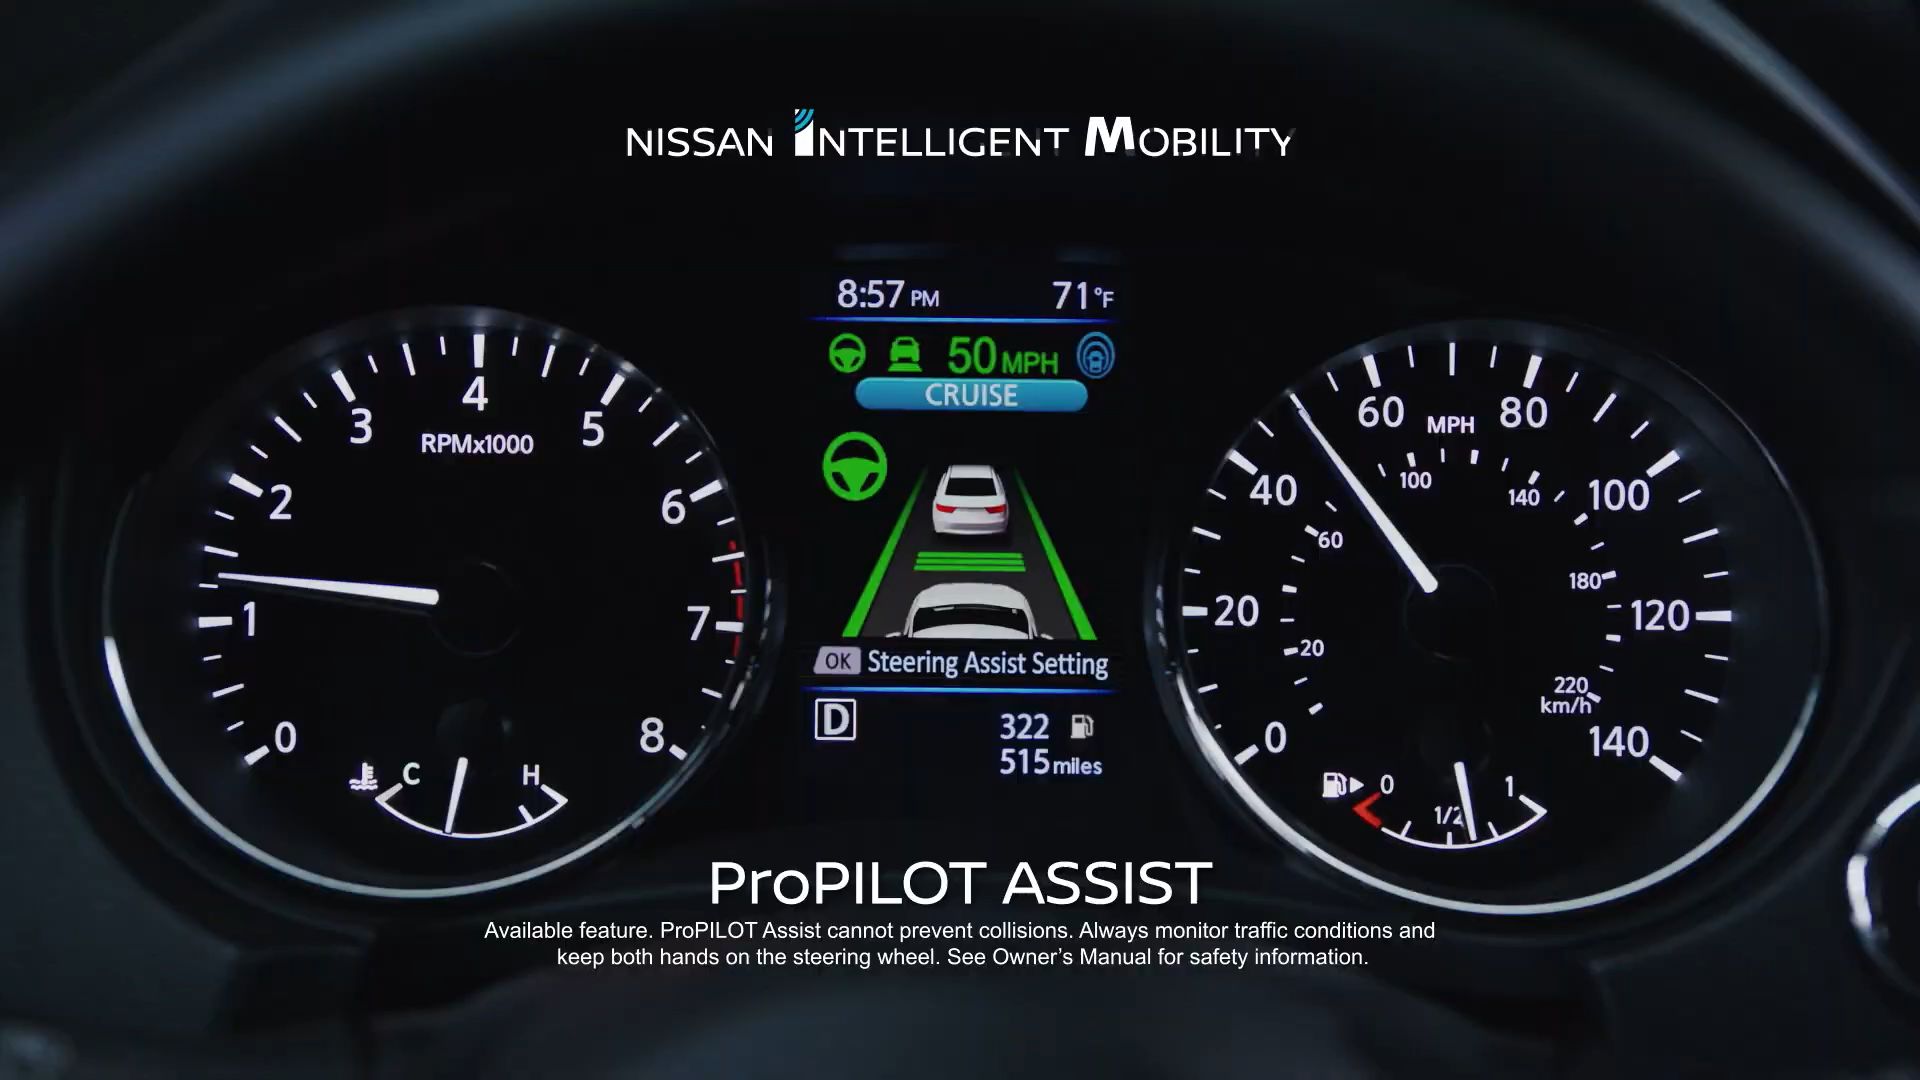 NISSAN INTELLIGENT MOBILITY
8:57 PM 71°F
50 MPH
CRUISE
OK Steering Assist Setting
D 322
515 miles
0
1
2
3
4
5
6
7
8
RPMx1000
C H
0
20
40
60
80
100
120
140
MPH
20
60
100
140
180
220
km/h
0 1/2 1
ProPILOT ASSIST
Available feature. ProPILOT Assist cannot prevent collisions. Always monitor traffic conditions and
keep both hands on the steering wheel. See Owner's Manual for safety information.